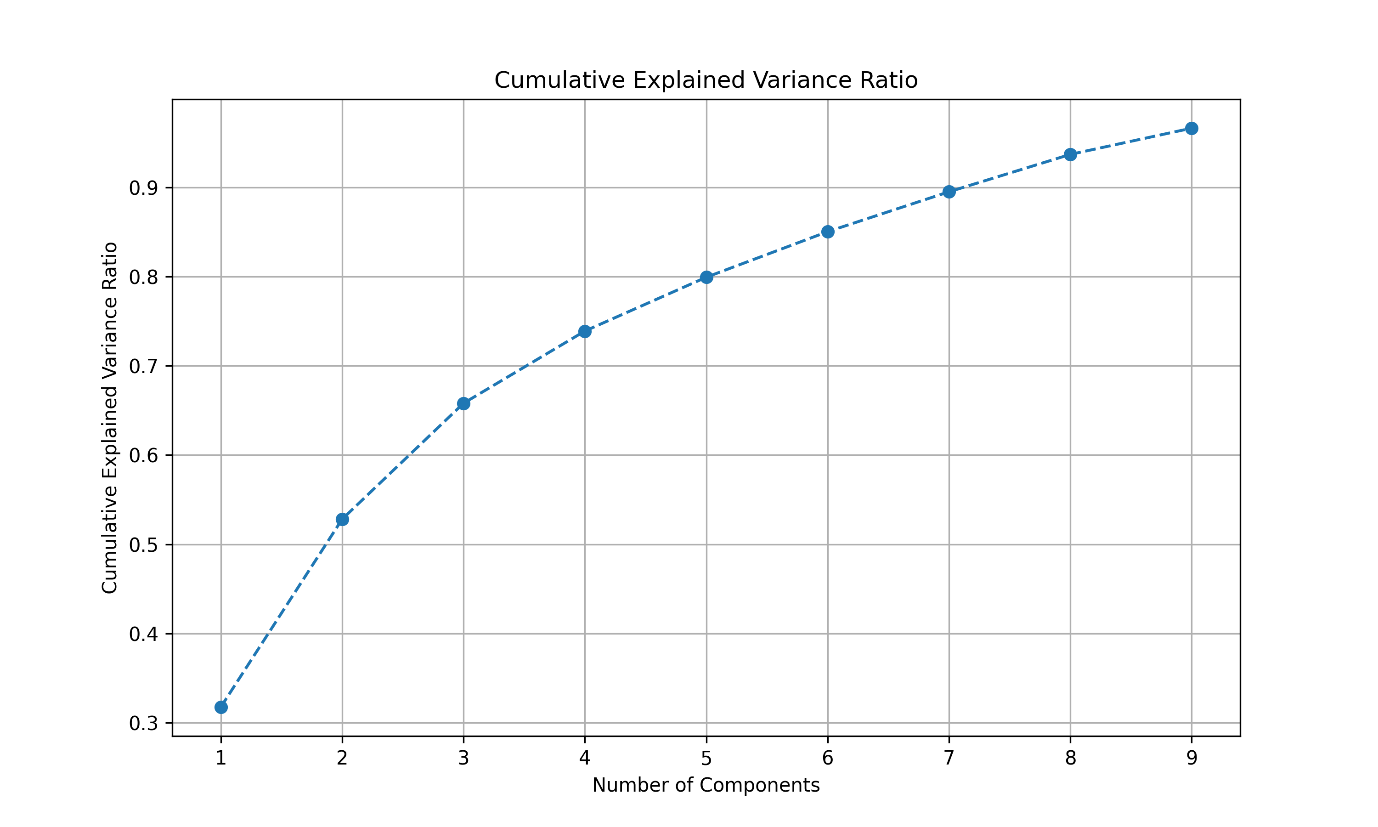 Cumulative Explained Variance Ratio
Cumulative Explained Variance Ratio
0.9
0.8
0.7
0.6
0.5
0.4
0.3
1 2 3 4 5 6 7 8 9
Number of Components